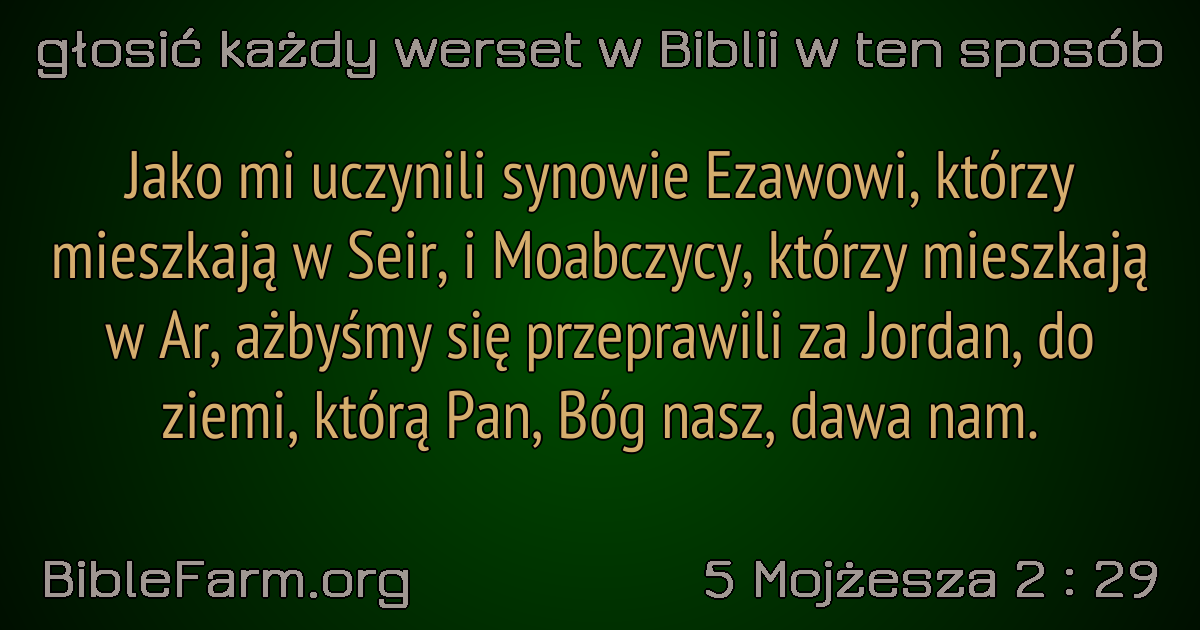 głosić każdy werset w Biblii w ten sposób
Jako mi uczynili synowie Ezawowi, którzy
mieszkają w Seir, i Moabczycy, którzy mieszkają
w Ar, ażbyśmy się przeprawili za Jordan, do
ziemi, którą Pan, Bóg nasz, dawa nam.
BibleFarm.org
5 Mojżesza 2 : 29